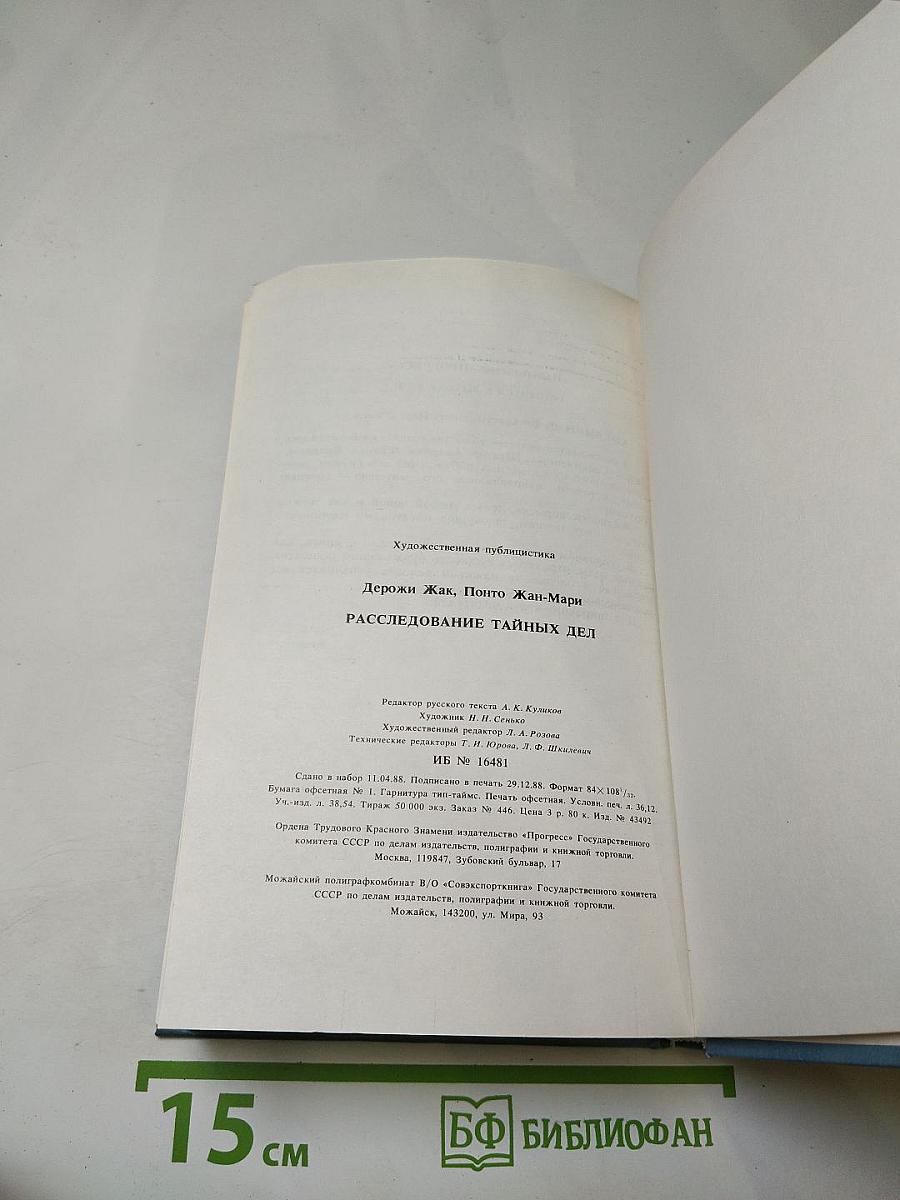 Художественная публицистика
Дерожи Жак, Понто Жан-Мари
РАССЛЕДОВАНИЕ ТАЙНЫХ ДЕЛ
Редактор русского текста А. К. Куликов
Художник Н. Н. Сенько
Художественный редактор Л. А. Розова
Технические редакторы Т. И. Юрова, Л. Ф. Шкилевич
ИБ № 16481
Сдано в набор 11.04.88. Подписано в печать 29.12.88. Формат 84×108¹/₃₂.
Бумага офсетная № 1. Гарнитура тип-таймс. Печать офсетная. Условн. печ. л. 36,12.
Уч.-изд. л. 38,54. Тираж 50 000 экз. Заказ № 446. Цена 3 р. 80 к. Изд. № 43492
Ордена Трудового Красного Знамени издательство «Прогресс» Государственного
комитета СССР по делам издательств, полиграфии и книжной торговли.
Москва, 119847, Зубовский бульвар, 17
Можайский полиграфкомбинат В/О «Совэкспорткнига» Государственного комитета
СССР по делам издательств, полиграфии и книжной торговли.
Можайск, 143200, ул. Мира, 93
15 см
БФ БИБЛИОФАН